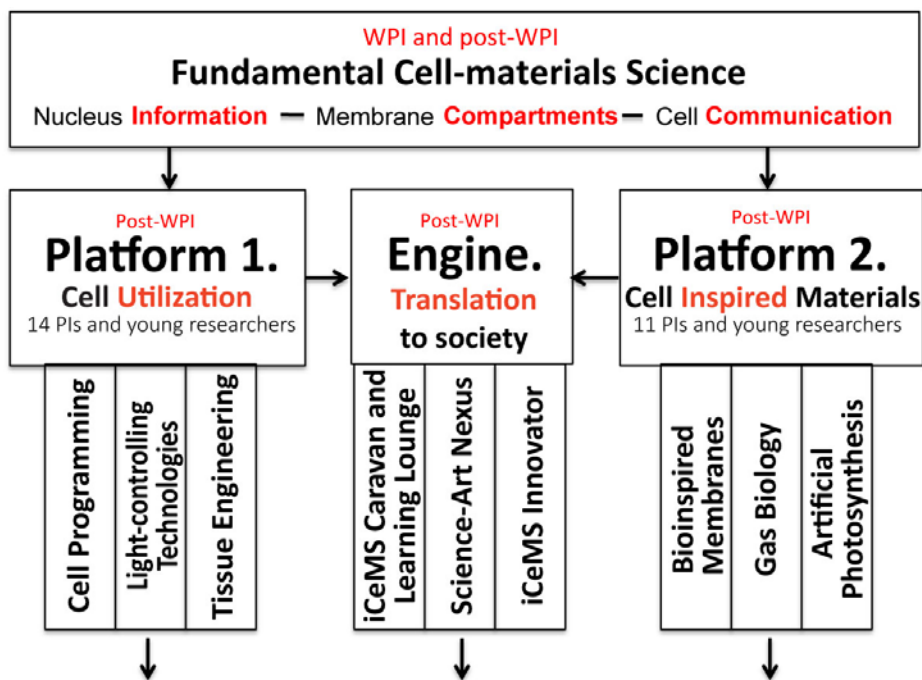 WPI and post-WPI
Fundamental Cell-materials Science
Nucleus Information — Membrane Compartments — Cell Communication
Post-WPI
Platform 1.
Cell Utilization
14 PIs and young researchers
Post-WPI
Engine.
Translation
to society
Post-WPI
Platform 2.
Cell Inspired Materials
11 PIs and young researchers
Cell Programming
Light-controlling
Technologies
Tissue Engineering
iCeMS Caravan and
Learning Lounge
Science-Art Nexus
iCeMS Innovator
Bioinspired
Membranes
Gas Biology
Artificial
Photosynthesis